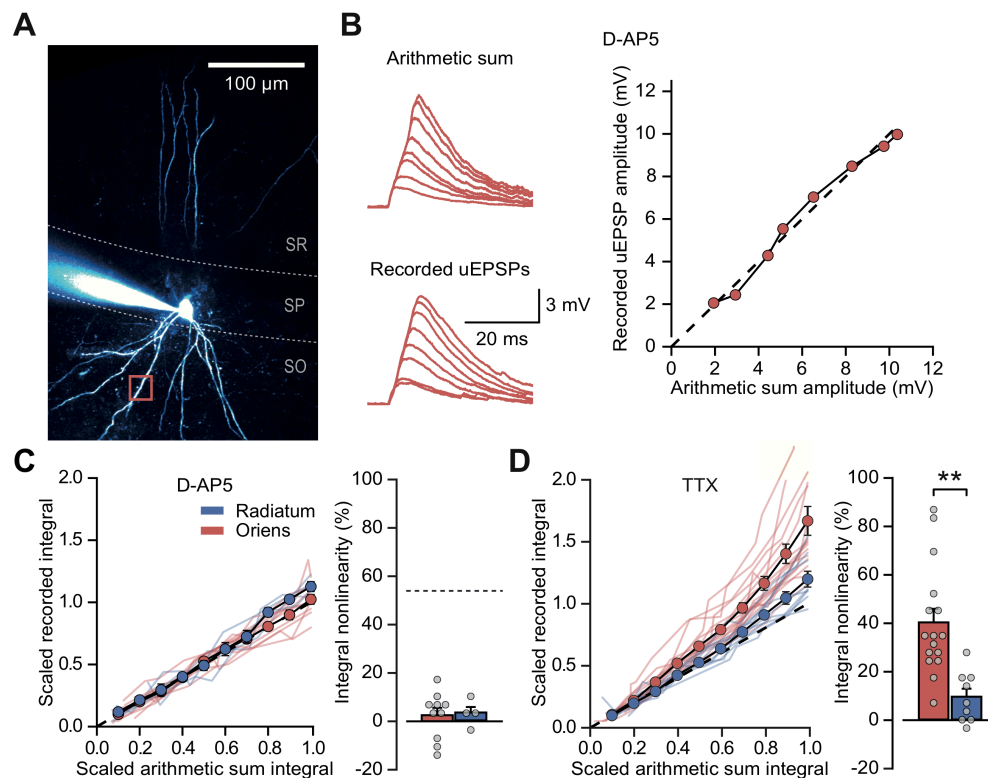 A
100 µm
SR
SP
SO
B
Arithmetic sum
Recorded uEPSPs
3 mV
20 ms
D-AP5
Recorded uEPSP amplitude (mV)
12
10
8
6
4
2
0
0 2 4 6 8 10 12
Arithmetic sum amplitude (mV)
C
D-AP5
Radiatum
Oriens
Scaled recorded integral
2.0
1.5
1.0
0.5
0.0
0.0 0.2 0.4 0.6 0.8 1.0
Scaled arithmetic sum integral
Integral nonlinearity (%)
100
80
60
40
20
0
-20
D
TTX
Scaled recorded integral
2.0
1.5
1.0
0.5
0.0
0.0 0.2 0.4 0.6 0.8 1.0
Scaled arithmetic sum integral
Integral nonlinearity (%)
100
80
60
40
20
0
-20
**